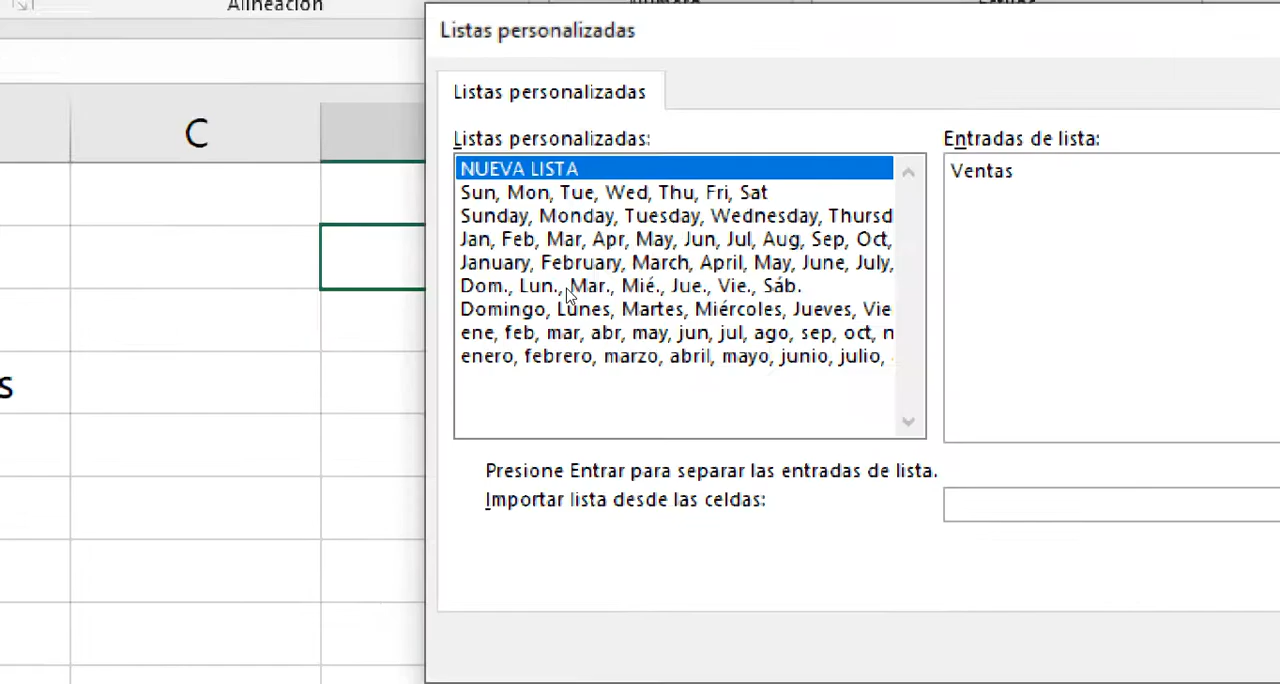 Alineación
Número
Estilos
Listas personalizadas
Listas personalizadas
Listas personalizadas:
Entradas de lista:
C
NUEVA LISTA
Sun, Mon, Tue, Wed, Thu, Fri, Sat
Sunday, Monday, Tuesday, Wednesday, Thursd
Jan, Feb, Mar, Apr, May, Jun, Jul, Aug, Sep, Oct,
January, February, March, April, May, June, July,
Dom., Lun., Mar., Mié., Jue., Vie., Sáb.
Domingo, Lunes, Martes, Miércoles, Jueves, Vie
ene, feb, mar, abr, may, jun, jul, ago, sep, oct, n
enero, febrero, marzo, abril, mayo, junio, julio,
Ventas
s
Presione Entrar para separar las entradas de lista.
Importar lista desde las celdas: